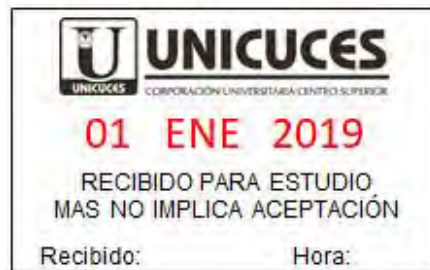 UNICUCES
UNICUCES
CORPORACIÓN UNIVERSITARIA CENTRO SUPERIOR
01 ENE 2019
RECIBIDO PARA ESTUDIO
MAS NO IMPLICA ACEPTACIÓN
Recibido: Hora: